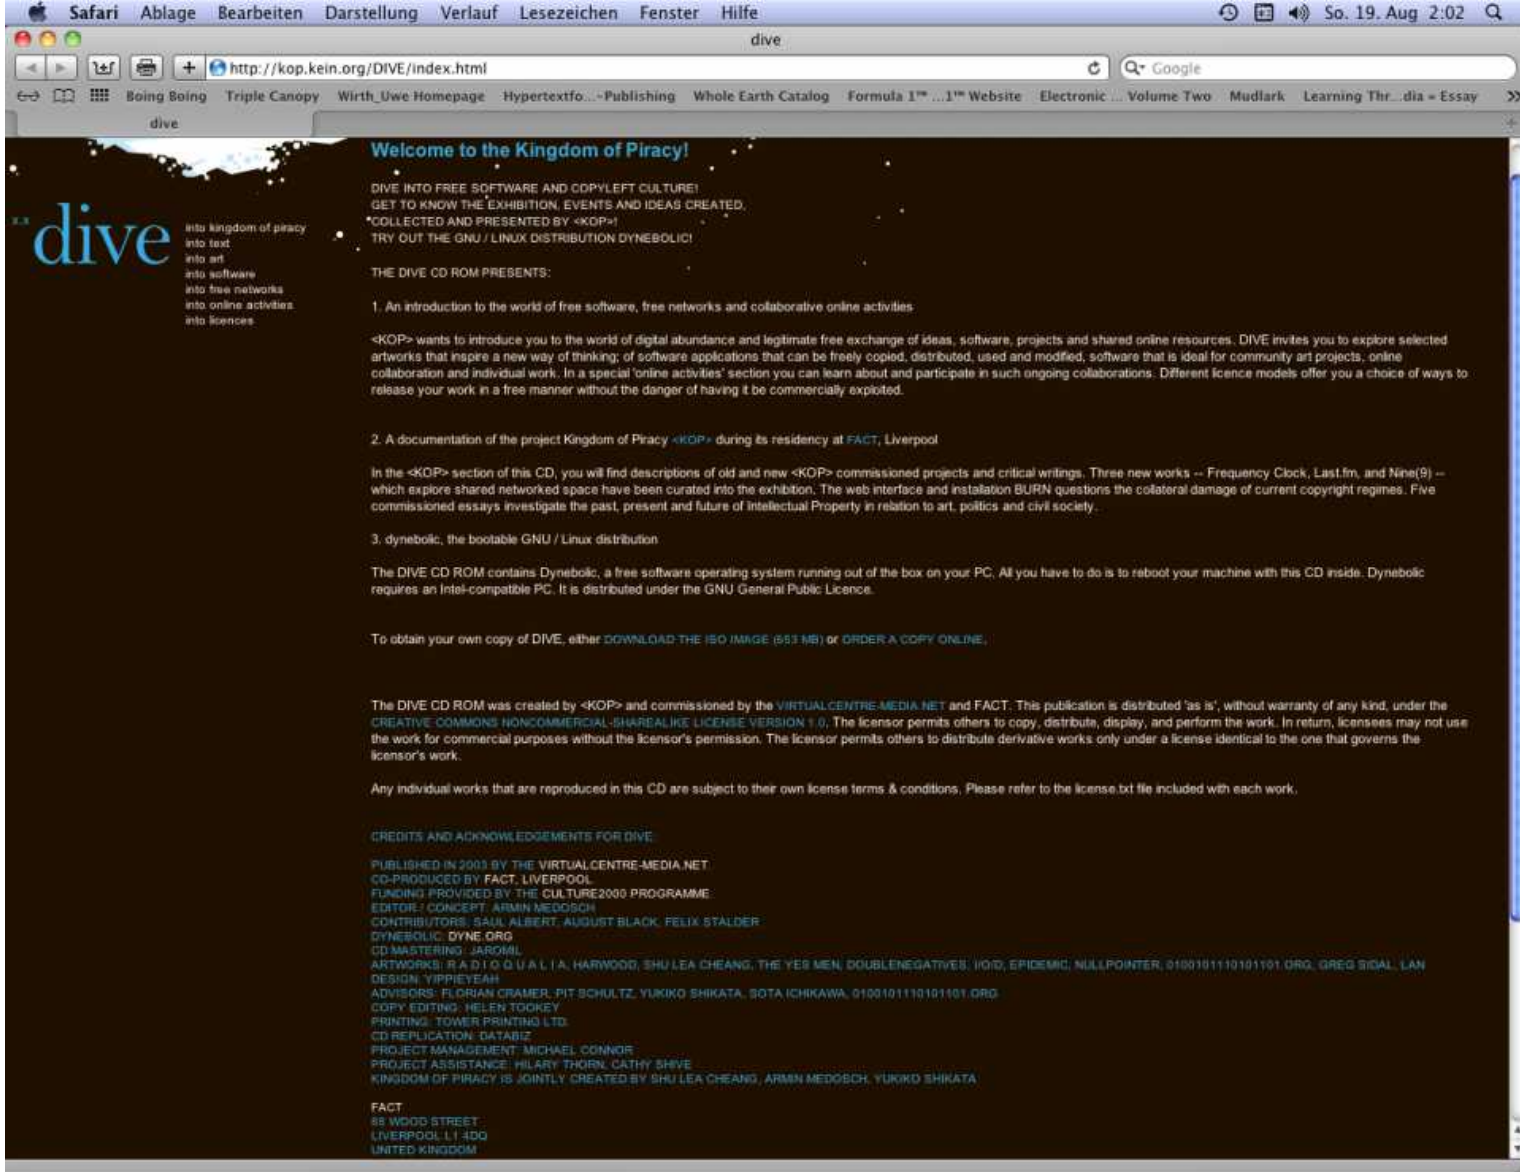 Safari Ablage Bearbeiten Darstellung Verlauf Lesezeichen Fenster Hilfe So. 19. Aug 2:02
dive
http://kop.kein.org/DIVE/index.html Google
Boing Boing Triple Canopy Wirth_Uwe Homepage Hypertextfo...-Publishing Whole Earth Catalog Formula 1™ ...1™ Website Electronic ... Volume Two Mudlark Learning Thr...dia = Essay
dive
Welcome to the Kingdom of Piracy!
DIVE INTO FREE SOFTWARE AND COPYLEFT CULTURE!
GET TO KNOW THE EXHIBITION, EVENTS AND IDEAS CREATED,
COLLECTED AND PRESENTED BY <KOP>!
TRY OUT THE GNU / LINUX DISTRIBUTION DYNEBOLIC!
dive
into kingdom of piracy
into text
into art
into software
into free networks
into online activities
into licences
THE DIVE CD ROM PRESENTS:
1. An introduction to the world of free software, free networks and collaborative online activities
<KOP> wants to introduce you to the world of digital abundance and legitimate free exchange of ideas, software, projects and shared online resources. DIVE invites you to explore selected
artworks that inspire a new way of thinking; of software applications that can be freely copied, distributed, used and modified, software that is ideal for community art projects, online
collaboration and individual work. In a special 'online activities' section you can learn about and participate in such ongoing collaborations. Different licence models offer you a choice of ways to
release your work in a free manner without the danger of having it be commercially exploited.
2. A documentation of the project Kingdom of Piracy <KOP> during its residency at FACT, Liverpool
In the <KOP> section of this CD, you will find descriptions of old and new <KOP> commissioned projects and critical writings. Three new works -- Frequency Clock, Last.fm, and Nine(9) --
which explore shared networked space have been curated into the exhibition. The web interface and installation BURN questions the collateral damage of current copyright regimes. Five
commissioned essays investigate the past, present and future of Intellectual Property in relation to art, politics and civil society.
3. dynebolic, the bootable GNU / Linux distribution
The DIVE CD ROM contains Dynebolic, a free software operating system running out of the box on your PC. All you have to do is to reboot your machine with this CD inside. Dynebolic
requires an Intel-compatible PC. It is distributed under the GNU General Public Licence.
To obtain your own copy of DIVE, either DOWNLOAD THE ISO IMAGE (653 MB) or ORDER A COPY ONLINE.
The DIVE CD ROM was created by <KOP> and commissioned by the VIRTUALCENTRE-MEDIA.NET and FACT. This publication is distributed 'as is', without warranty of any kind, under the
CREATIVE COMMONS NONCOMMERCIAL-SHAREALIKE LICENSE VERSION 1.0. The licensor permits others to copy, distribute, display, and perform the work. In return, licensees may not use
the work for commercial purposes without the licensor's permission. The licensor permits others to distribute derivative works only under a license identical to the one that governs the
licensor's work.
Any individual works that are reproduced in this CD are subject to their own license terms & conditions. Please refer to the license.txt file included with each work.
CREDITS AND ACKNOWLEDGEMENTS FOR DIVE:
PUBLISHED IN 2003 BY THE VIRTUALCENTRE-MEDIA.NET
CO-PRODUCED BY FACT, LIVERPOOL
FUNDING PROVIDED BY THE CULTURE2000 PROGRAMME
EDITOR / CONCEPT: ARMIN MEDOSCH
CONTRIBUTORS: SAUL ALBERT, AUGUST BLACK, FELIX STALDER
DYNEBOLIC: DYNE.ORG
CD MASTERING: JAROMIL
ARTWORKS: R A D I O Q U A L I A, HARWOOD, SHU LEA CHEANG, THE YES MEN, DOUBLENEGATIVES, I/O/D, EPIDEMIC, NULLPOINTER, 0100101110101101.ORG, GREG SIDAL, LAN
DESIGN: YIPPIEYEAH
ADVISORS: FLORIAN CRAMER, PIT SCHULTZ, YUKIKO SHIKATA, SOTA ICHIKAWA, 0100101110101101.ORG
COPY EDITING: HELEN TOOKEY
PRINTING: TOWER PRINTING LTD.
CD REPLICATION: DATABIZ
PROJECT MANAGEMENT: MICHAEL CONNOR
PROJECT ASSISTANCE: HILARY THORN, CATHY SHIVE
KINGDOM OF PIRACY IS JOINTLY CREATED BY SHU LEA CHEANG, ARMIN MEDOSCH, YUKIKO SHIKATA
FACT
88 WOOD STREET
LIVERPOOL L1 4DQ
UNITED KINGDOM